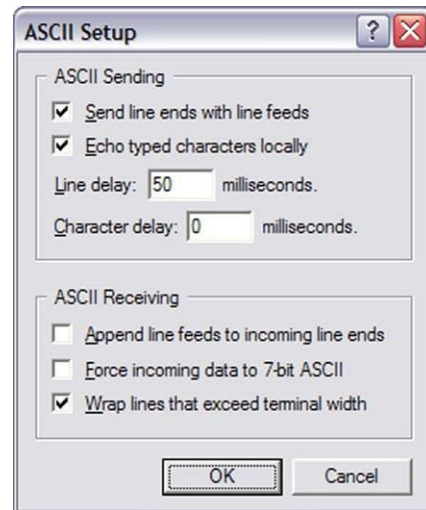 ASCII Setup
ASCII Sending
Send line ends with line feeds
Echo typed characters locally
Line delay: 50 milliseconds.
Character delay: 0 milliseconds.
ASCII Receiving
Append line feeds to incoming line ends
Force incoming data to 7-bit ASCII
Wrap lines that exceed terminal width
OK Cancel